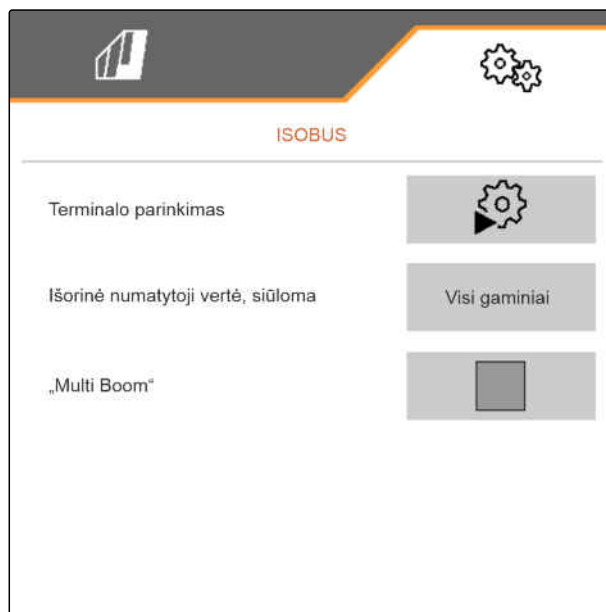 ISOBUS
Terminalo parinkimas
Išorinė numatytoji vertė, siūloma
Visi gaminiai
„Multi Boom“